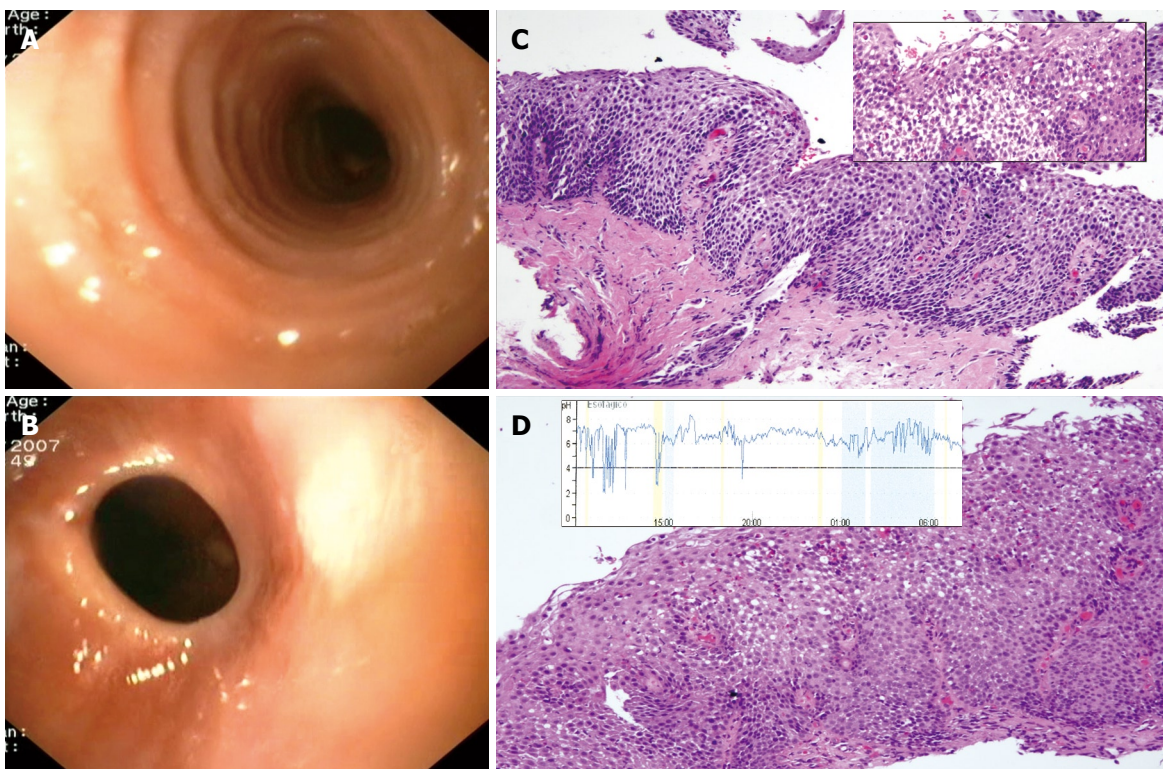 Age :
rth:
A
an :
t:
C
Age :
rth:
B
2007
49
an :
t:
D
pH
Esofágico
8
6
4
2
0
15:00
20:00
01:00
06:00